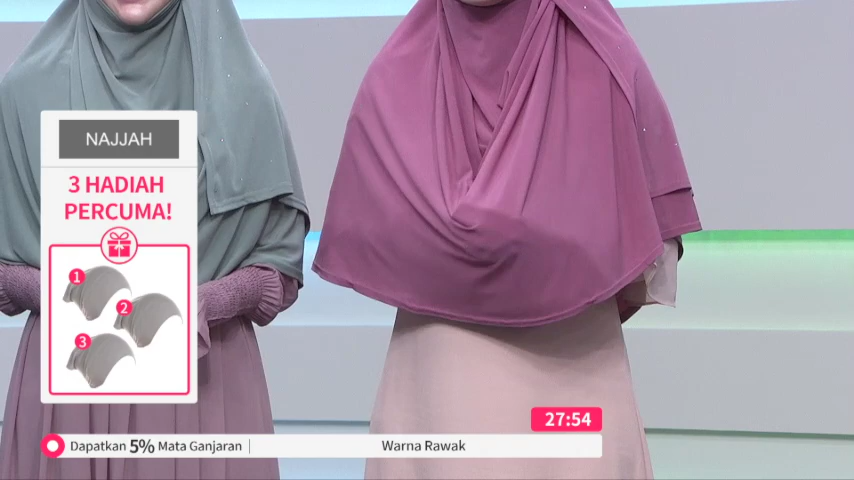 NAJJAH
3 HADIAH
PERCUMA!
1
2
3
27:54
Dapatkan 5% Mata Ganjaran
Warna Rawak